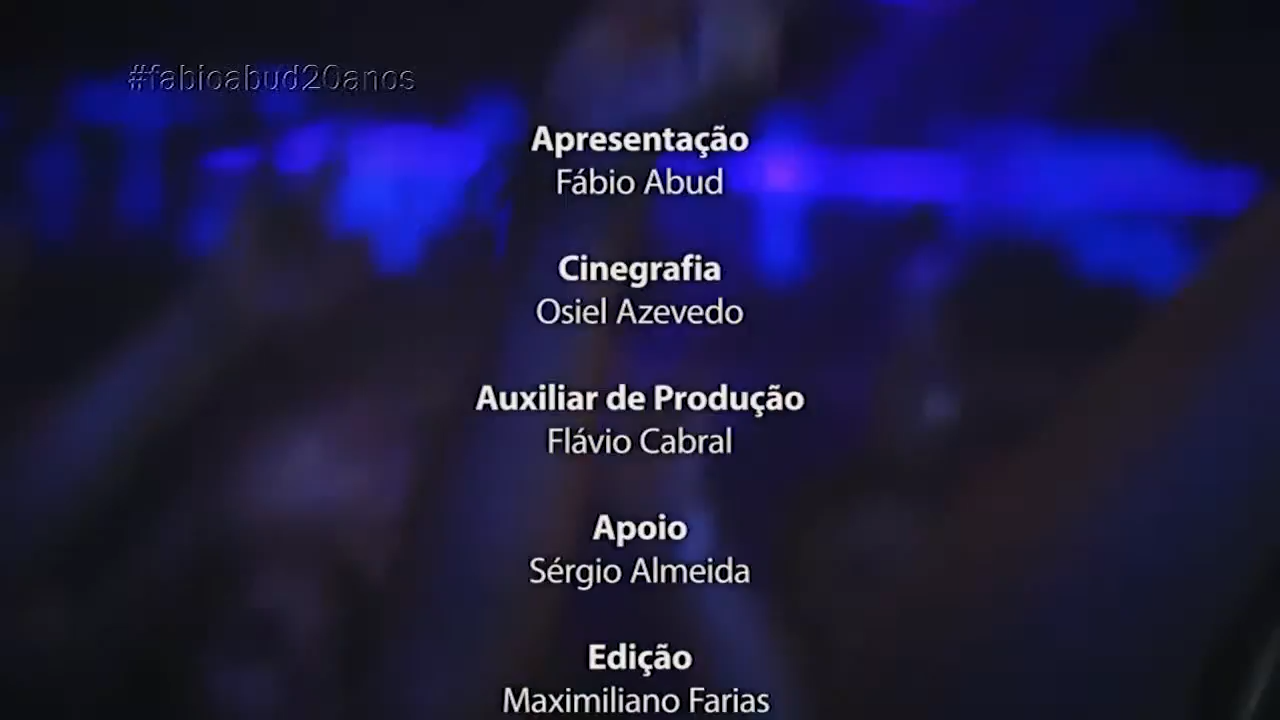 #fabioabud20anos
Apresentação
Fábio Abud
Cinegrafia
Osiel Azevedo
Auxiliar de Produção
Flávio Cabral
Apoio
Sérgio Almeida
Edição
Maximiliano Farias